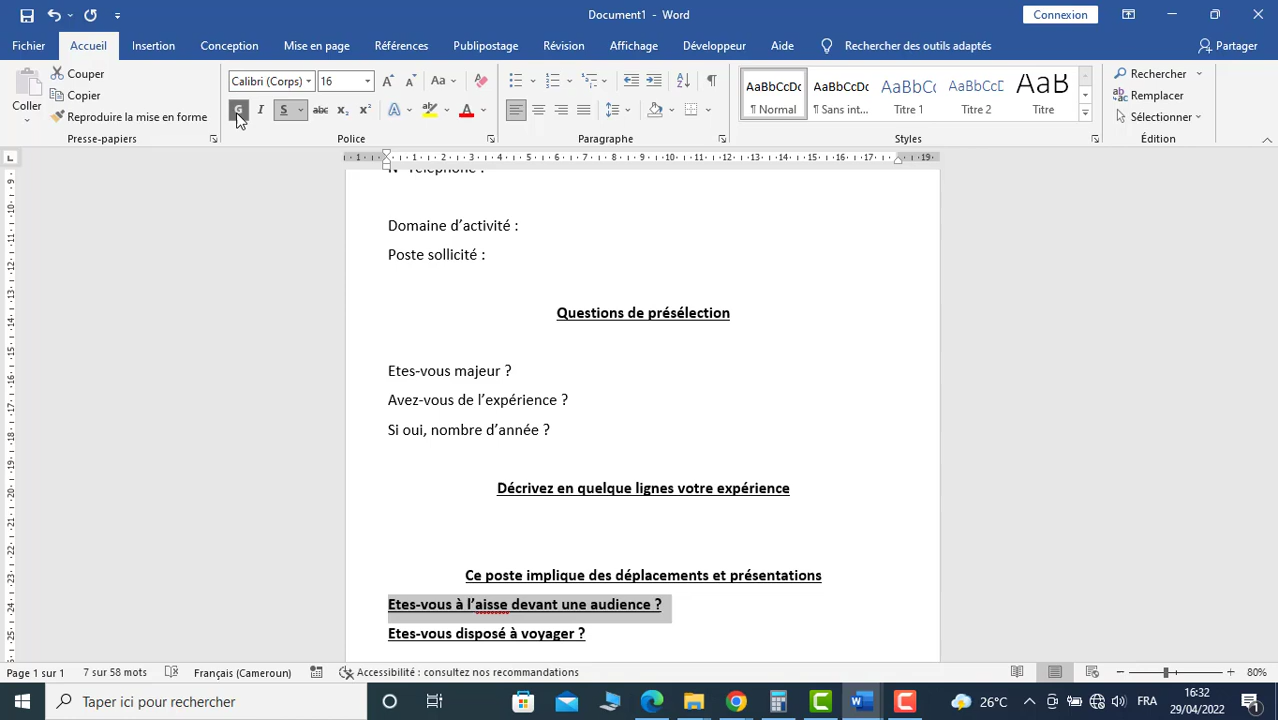 Document1 - Word
Connexion
Fichier Accueil Insertion Conception Mise en page Références Publipostage Révision Affichage Développeur Aide Rechercher des outils adaptés Partager
Coller
Couper
Copier
Reproduire la mise en forme
Presse-papiers
Calibri (Corps) 16
Aa
G I S abc x₂ x² A A
Police
Paragraphe
AaBbCcDc AaBbCcDc AaBbCc AaBbCcD AaB
¶ Normal ¶ Sans int... Titre 1 Titre 2 Titre
Styles
Rechercher
Remplacer
Sélectionner
Édition
N° Téléphone :
Domaine d’activité :
Poste sollicité :
Questions de présélection
Etes-vous majeur ?
Avez-vous de l’expérience ?
Si oui, nombre d’année ?
Décrivez en quelque lignes votre expérience
Ce poste implique des déplacements et présentations
Etes-vous à l’aisse devant une audience ?
Etes-vous disposé à voyager ?
Page 1 sur 1 7 sur 58 mots Français (Cameroun) Accessibilité : consultez nos recommandations 80%
Taper ici pour rechercher
26°C FRA 16:32
29/04/2022